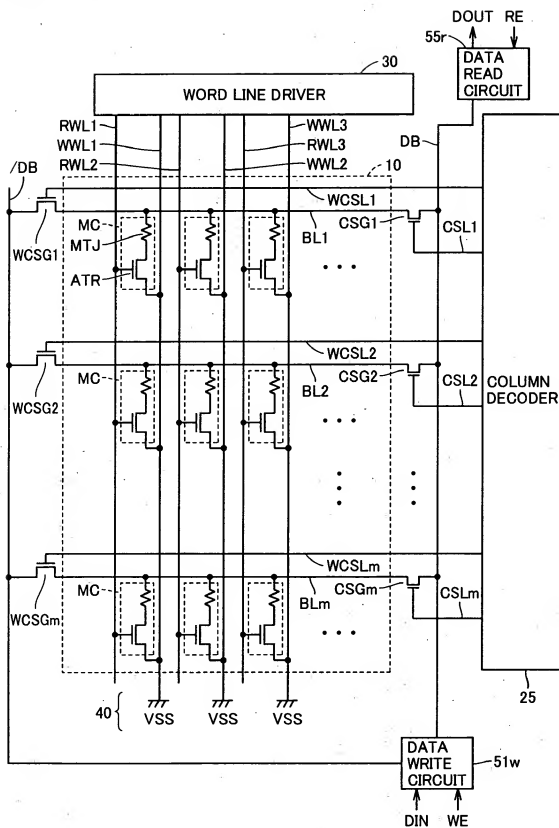 DOUT RE
55r
DATA
READ
CIRCUIT
30
WORD LINE DRIVER
RWL1
WWL1
RWL2
WWL3
RWL3
WWL2
DB
/DB
10
WCSL1
CSG1
BL1
CSL1
WCSG1
MC
MTJ
ATR
WCSL2
CSG2
BL2
CSL2
WCSG2
MC
COLUMN
DECODER
WCSLm
CSGm
BLm
CSLm
WCSGm
MC
25
40
VSS VSS VSS
DATA
WRITE
CIRCUIT
51w
DIN WE